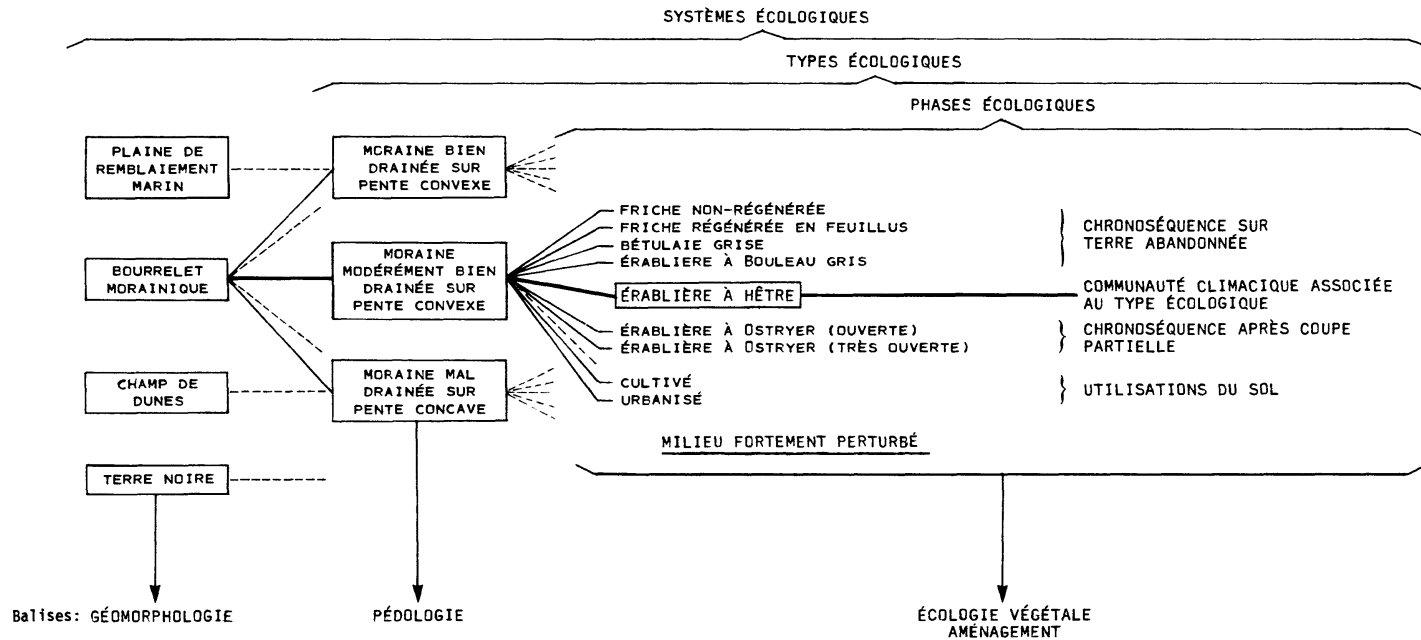 SYSTÈMES ÉCOLOGIQUES
TYPES ÉCOLOGIQUES
PHASES ÉCOLOGIQUES
PLAINE DE
REMBLAIEMENT
MARIN
BOURRELET
MORAINIQUE
CHAMP DE
DUNES
TERRE NOIRE
MORAINE BIEN
DRAINÉE SUR
PENTE CONVEXE
MORAINE
MODÉRÉMENT BIEN
DRAINÉE SUR
PENTE CONVEXE
MORAINE MAL
DRAINÉE SUR
PENTE CONCAVE
FRICHE NON-RÉGÉNÉRÉE
FRICHE RÉGÉNÉRÉE EN FEUILLUS
BÉTULAIE GRISE
ÉRABLIERE À BOULEAU GRIS
ÉRABLIÈRE À HÊTRE
ÉRABLIÈRE À OSTRYER (OUVERTE)
ÉRABLIÈRE À OSTRYER (TRÈS OUVERTE)
CULTIVÉ
URBANISÉ
CHRONOSÉQUENCE SUR
TERRE ABANDONNÉE
COMMUNAUTÉ CLIMACIQUE ASSOCIÉE
AU TYPE ÉCOLOGIQUE
CHRONOSÉQUENCE APRÈS COUPE
PARTIELLE
UTILISATIONS DU SOL
MILIEU FORTEMENT PERTURBÉ
Balises: GÉOMORPHOLOGIE
PÉDOLOGIE
ÉCOLOGIE VÉGÉTALE
AMÉNAGEMENT